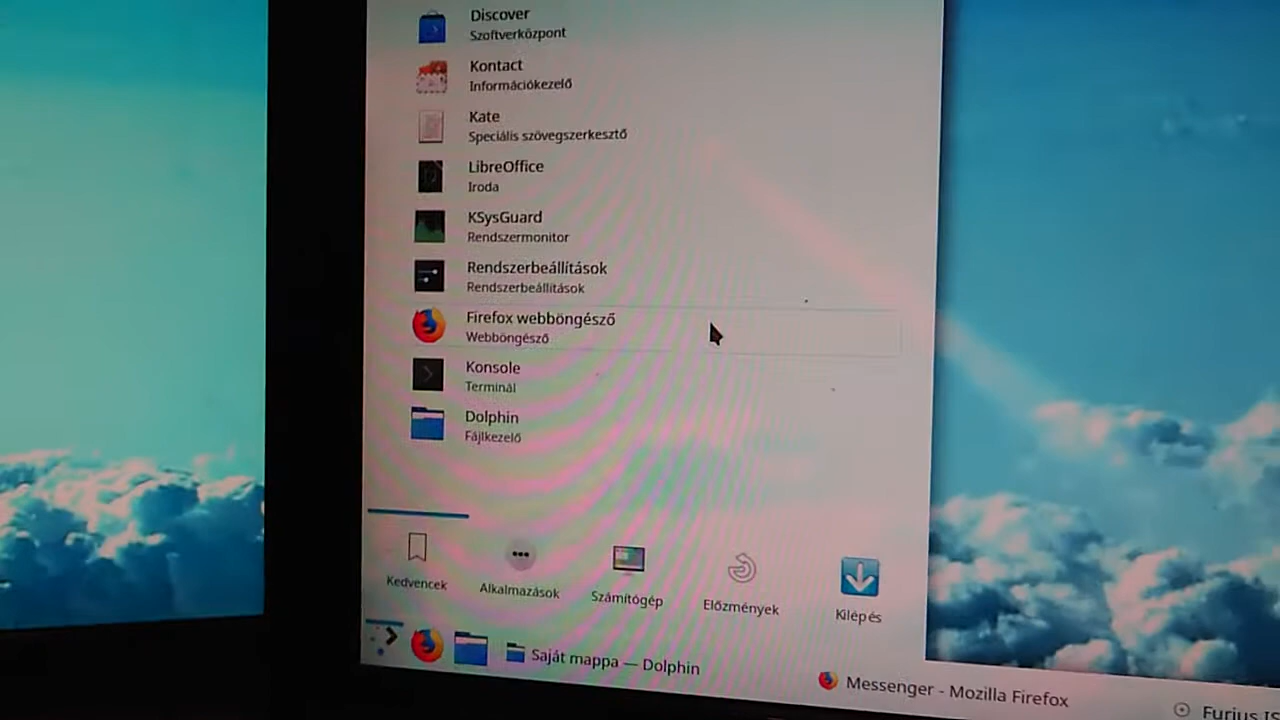 Discover
Szoftverközpont
Kontact
Információkezelő
Kate
Speciális szövegszerkesztő
LibreOffice
Iroda
KSysGuard
Rendszermonitor
Rendszerbeállítások
Rendszerbeállítások
Firefox webböngésző
Webböngésző
Konsole
Terminál
Dolphin
Fájlkezelő
Kedvencek
Alkalmazások
Számítógép
Előzmények
Kilépés
Saját mappa — Dolphin
Messenger - Mozilla Firefox